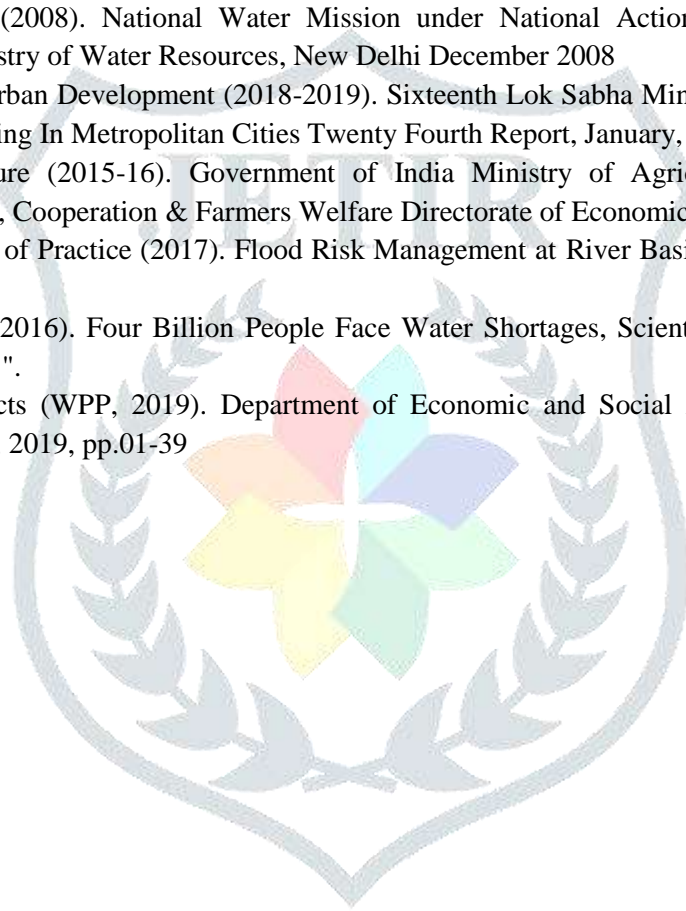 (2008). National Water Mission under National Action
stry of Water Resources, New Delhi December 2008
rban Development (2018-2019). Sixteenth Lok Sabha Min
ing In Metropolitan Cities Twenty Fourth Report, January,
ure (2015-16). Government of India Ministry of Agric
, Cooperation & Farmers Welfare Directorate of Economic
of Practice (2017). Flood Risk Management at River Basi
2016). Four Billion People Face Water Shortages, Scient
".
cts (WPP, 2019). Department of Economic and Social
2019, pp.01-39
JETIR